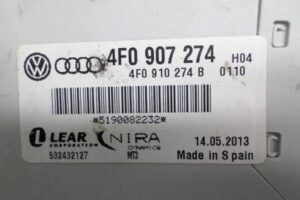 4F0 907 274 H04
4F0 910 274 B 0110
*5190082232*
LEAR
CORPORATION
NIRA
DYNAMICS
14.05.2013
532432127 MT3 Made in Spain